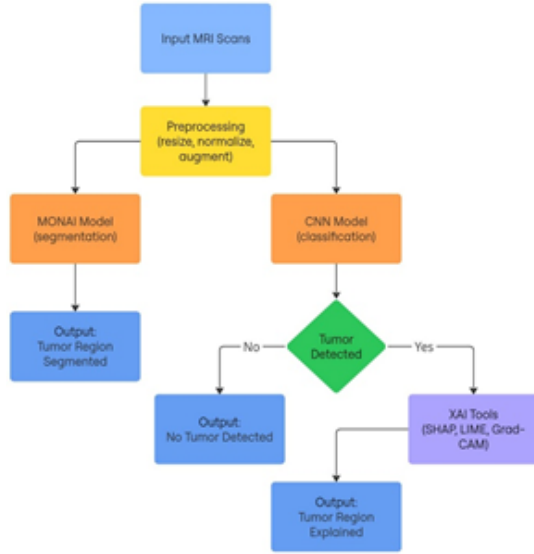 Input MRI Scans
Preprocessing
(resize, normalize,
augment)
MONAI Model
(segmentation)
CNN Model
(classification)
Output:
Tumor Region
Segmented
Tumor
Detected
No
Yes
Output:
No Tumor Detected
XAI Tools
(SHAP, LIME, Grad-
CAM)
Output:
Tumor Region
Explained